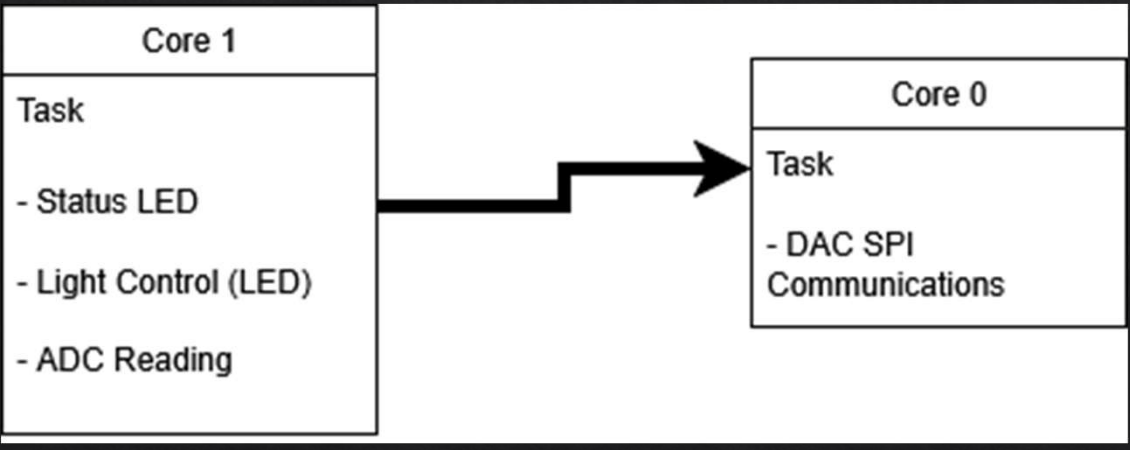 Core 1
Task
- Status LED
- Light Control (LED)
- ADC Reading
Core 0
Task
- DAC SPI
Communications